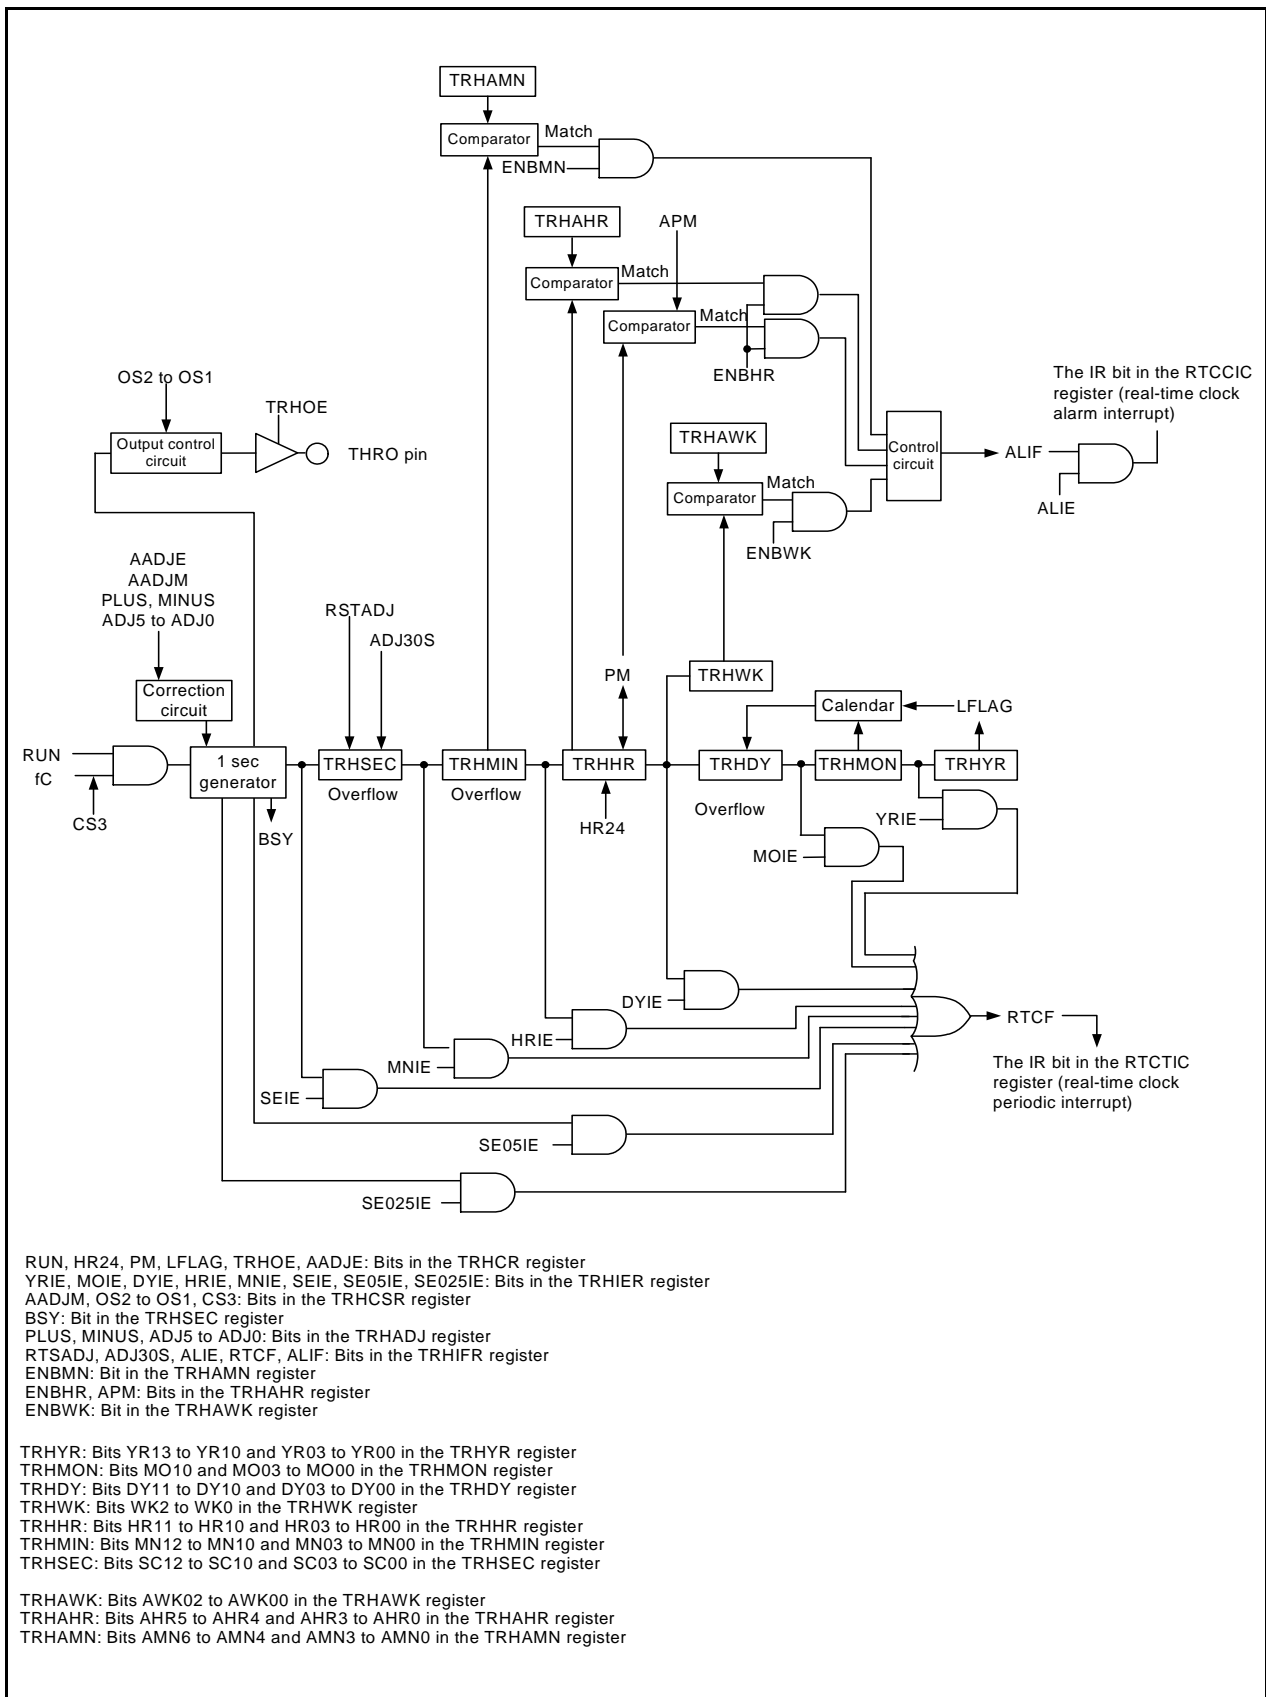 TRHAMN
Comparator
Match
ENBMN
TRHAHR
APM
Comparator
Match
Comparator
Match
ENBHR
OS2 to OS1
TRHOE
Output control
circuit
THRO pin
The IR bit in the RTCCIC
register (real-time clock
alarm interrupt)
TRHAWK
Comparator
Match
ENBWK
Control
circuit
ALIF
ALIE
AADJE
AADJM
PLUS, MINUS
ADJ5 to ADJ0
RSTADJ
ADJ30S
Correction
circuit
PM
TRHWK
Calendar
LFLAG
RUN
fC
CS3
1 sec
generator
BSY
TRHSEC
Overflow
TRHMIN
Overflow
TRHHR
HR24
TRHDY
Overflow
TRHMON
TRHYR
YRIE
MOIE
DYIE
HRIE
MNIE
SEIE
SE05IE
SE025IE
RTCF
The IR bit in the RTCTIC
register (real-time clock
periodic interrupt)
RUN, HR24, PM, LFLAG, TRHOE, AADJE: Bits in the TRHCR register
YRIE, MOIE, DYIE, HRIE, MNIE, SEIE, SE05IE, SE025IE: Bits in the TRHIER register
AADJM, OS2 to OS1, CS3: Bits in the TRHCSR register
BSY: Bit in the TRHSEC register
PLUS, MINUS, ADJ5 to ADJ0: Bits in the TRHADJ register
RTSADJ, ADJ30S, ALIE, RTCF, ALIF: Bits in the TRHIFR register
ENBMN: Bit in the TRHAMN register
ENBHR, APM: Bits in the TRHAHR register
ENBWK: Bit in the TRHAWK register
TRHYR: Bits YR13 to YR10 and YR03 to YR00 in the TRHYR register
TRHMON: Bits MO10 and MO03 to MO00 in the TRHMON register
TRHDY: Bits DY11 to DY10 and DY03 to DY00 in the TRHDY register
TRHWK: Bits WK2 to WK0 in the TRHWK register
TRHHR: Bits HR11 to HR10 and HR03 to HR00 in the TRHHR register
TRHMIN: Bits MN12 to MN10 and MN03 to MN00 in the TRHMIN register
TRHSEC: Bits SC12 to SC10 and SC03 to SC00 in the TRHSEC register
TRHAWK: Bits AWK02 to AWK00 in the TRHAWK register
TRHAHR: Bits AHR5 to AHR4 and AHR3 to AHR0 in the TRHAHR register
TRHAMN: Bits AMN6 to AMN4 and AMN3 to AMN0 in the TRHAMN register